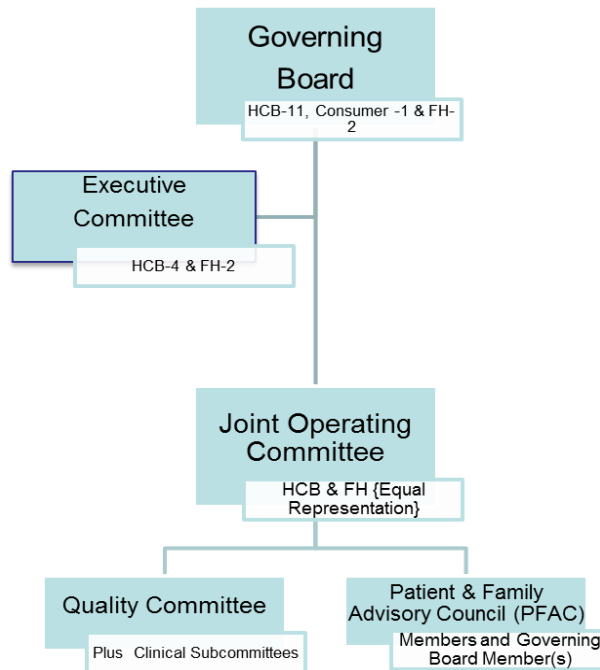 Governing
Board
HCB-11, Consumer -1 & FH-
2
Executive
Committee
HCB-4 & FH-2
Joint Operating
Committee
HCB & FH {Equal
Representation}
Quality Committee
Plus Clinical Subcommittees
Patient & Family
Advisory Council (PFAC)
Members and Governing
Board Member(s)